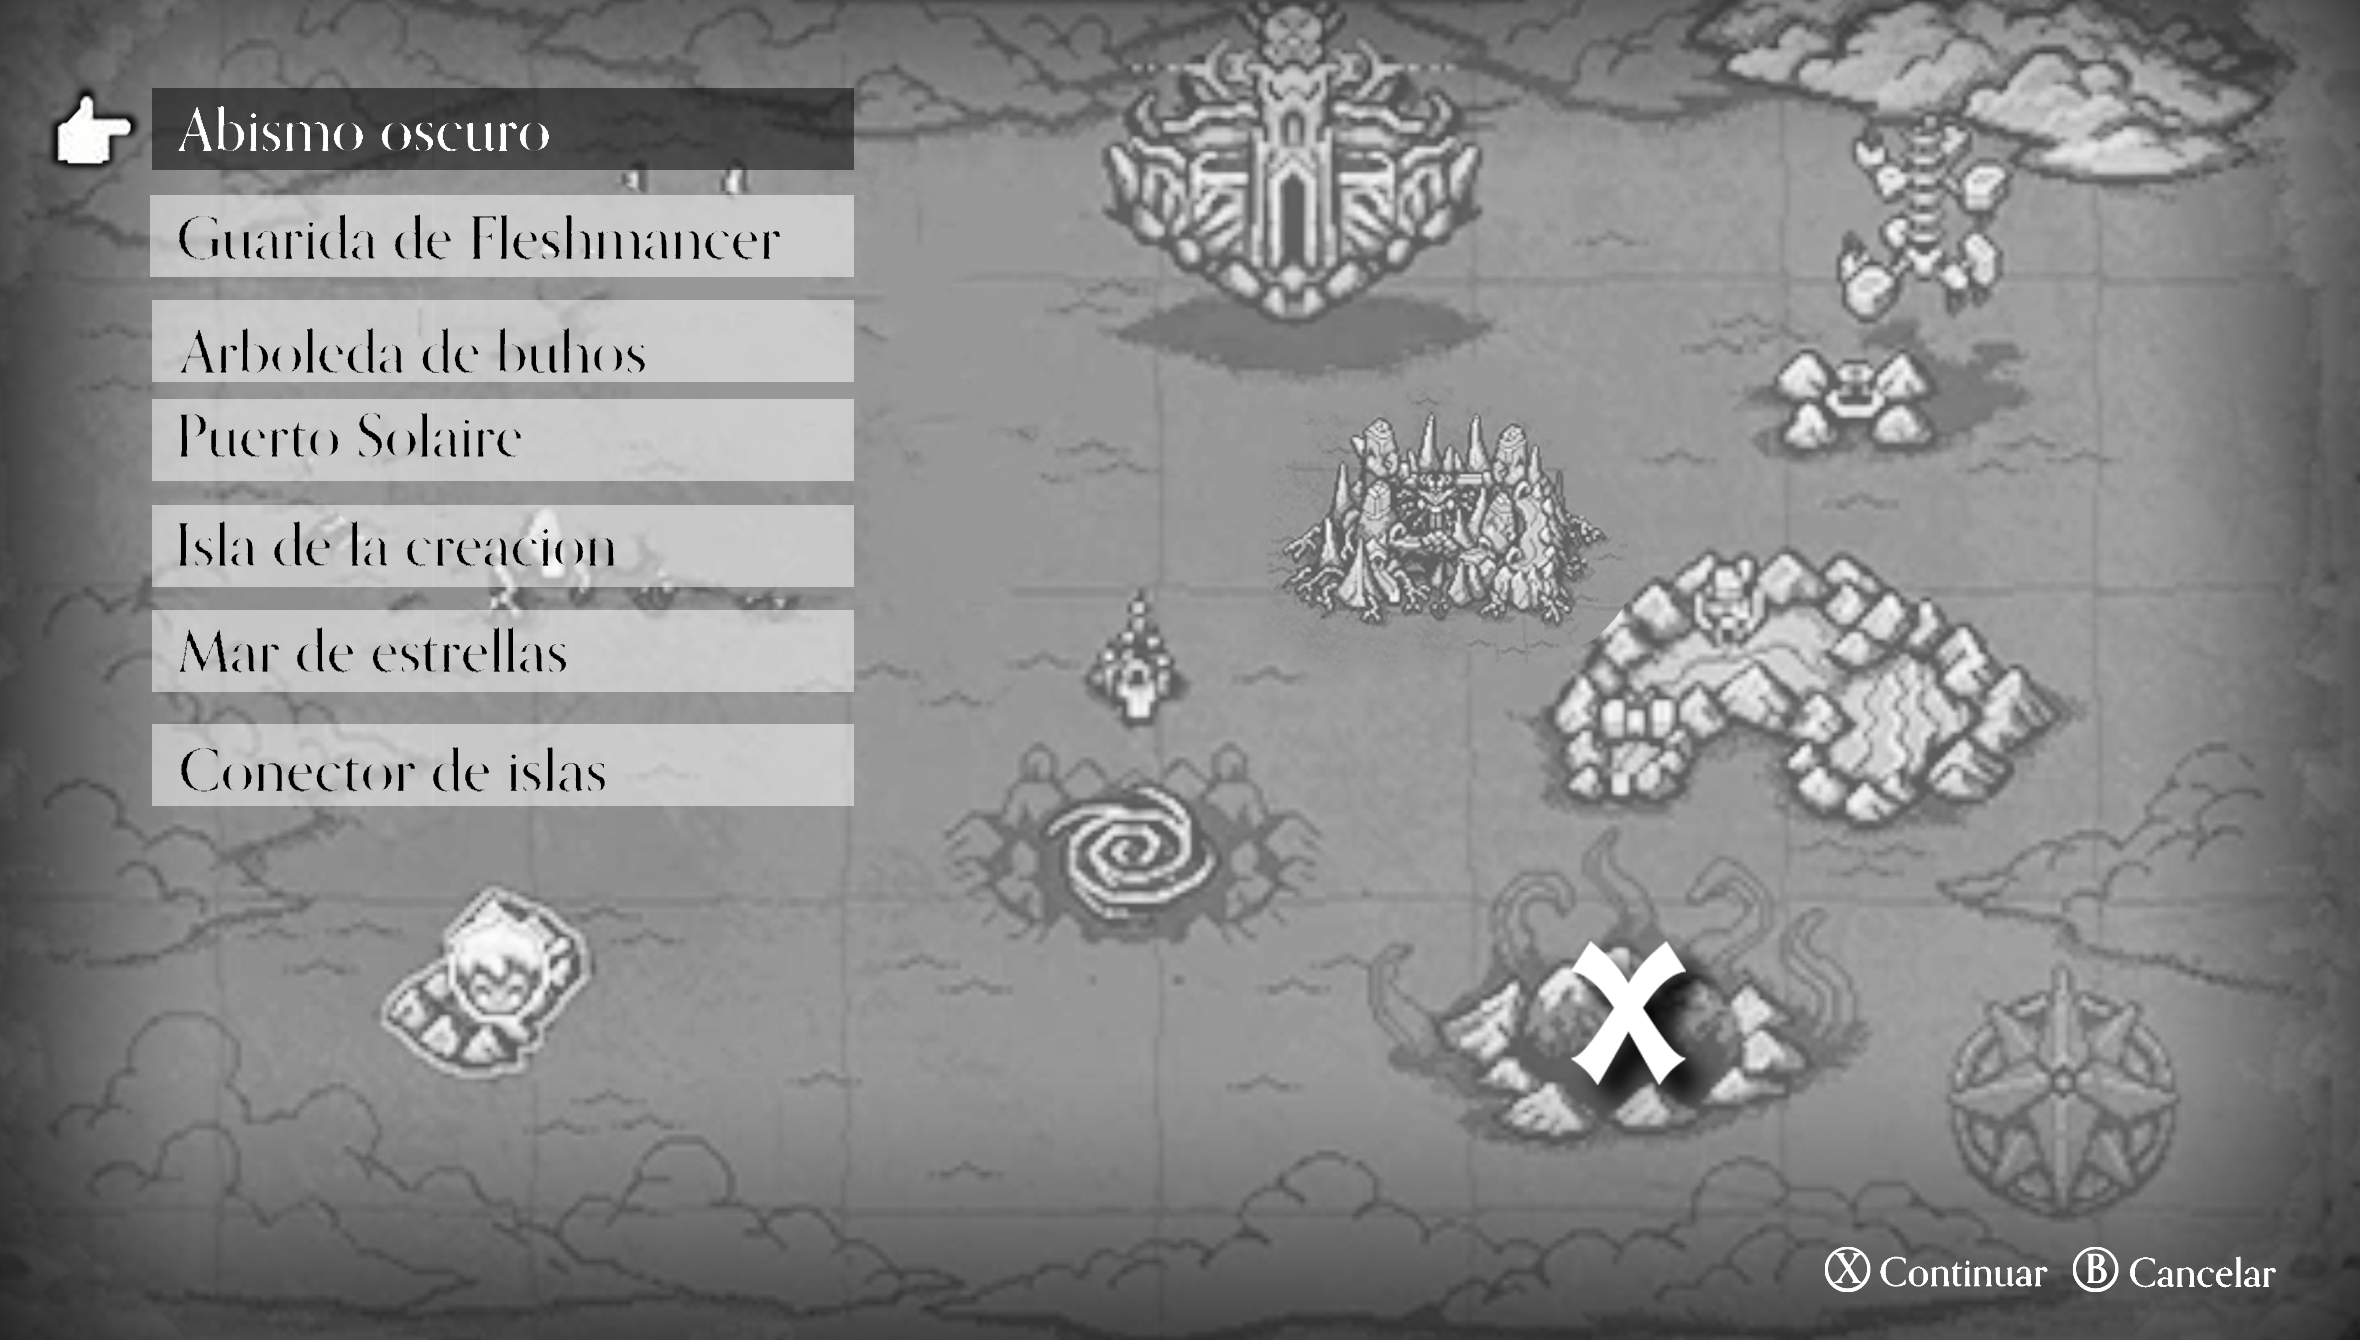 Abismo oscuro
Guarida de Fleshmancer
Arboleda de buhos
Puerto Solaire
Isla de la creacion
Mar de estrellas
Conector de islas
X
X Continuar B Cancelar